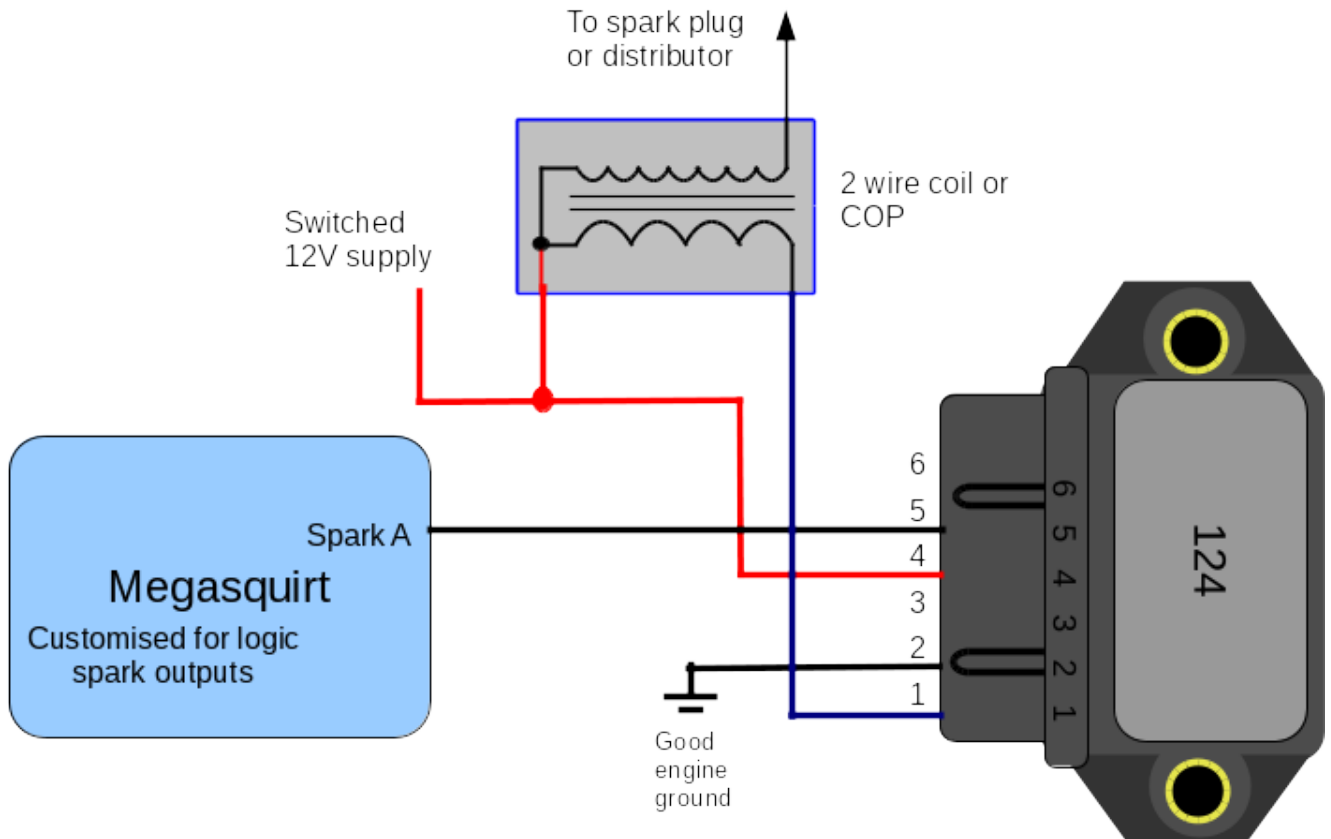 To spark plug
or distributor
2 wire coil or
COP
Switched
12V supply
Spark A
Megasquirt
Customised for logic
spark outputs
6
5
4
3
2
1
Good
engine
ground
6
5
4
3
2
1
124